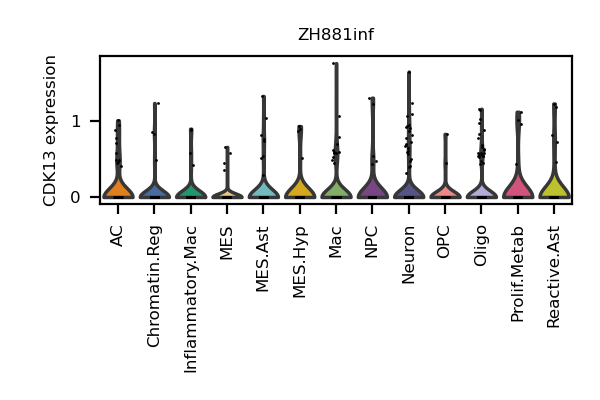 ZH881inf
CDK13 expression
1
0
AC
Chromatin.Reg
Inflammatory.Mac
MES
MES.Ast
MES.Hyp
Mac
NPC
Neuron
OPC
Oligo
Prolif.Metab
Reactive.Ast